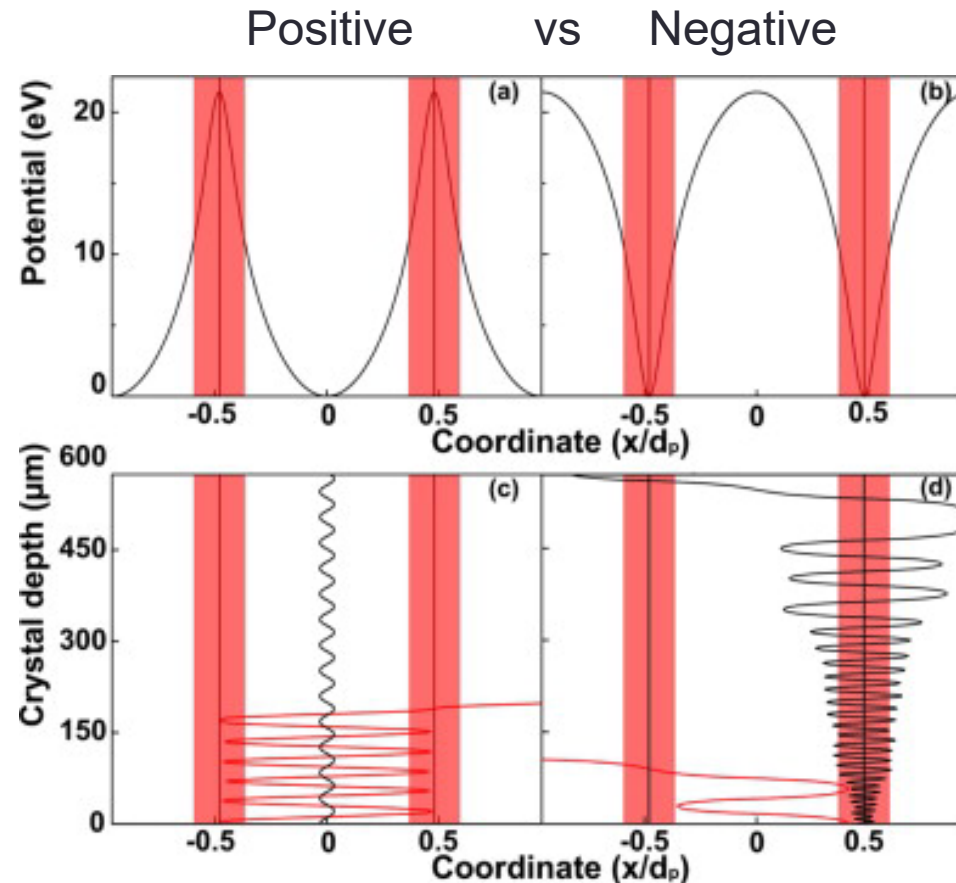 Positive vs Negative
(a) (b)
Potential (eV)
20
10
0
-0.5 0 0.5 -0.5 0 0.5
Coordinate (x/dₚ)
600
(c) (d)
Crystal depth (µm)
450
300
150
0
-0.5 0 0.5 -0.5 0 0.5
Coordinate (x/dₚ)